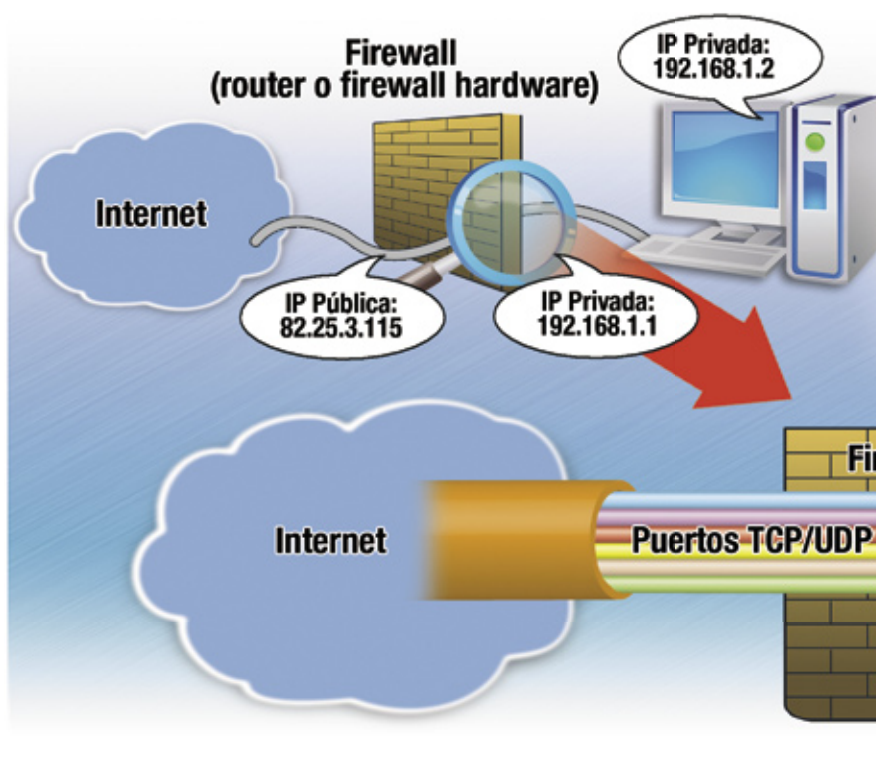 Firewall
(router o firewall hardware)
IP Privada:
192.168.1.2
Internet
IP Pública:
82.25.3.115
IP Privada:
192.168.1.1
Fir
Internet
Puertos TCP/UDP